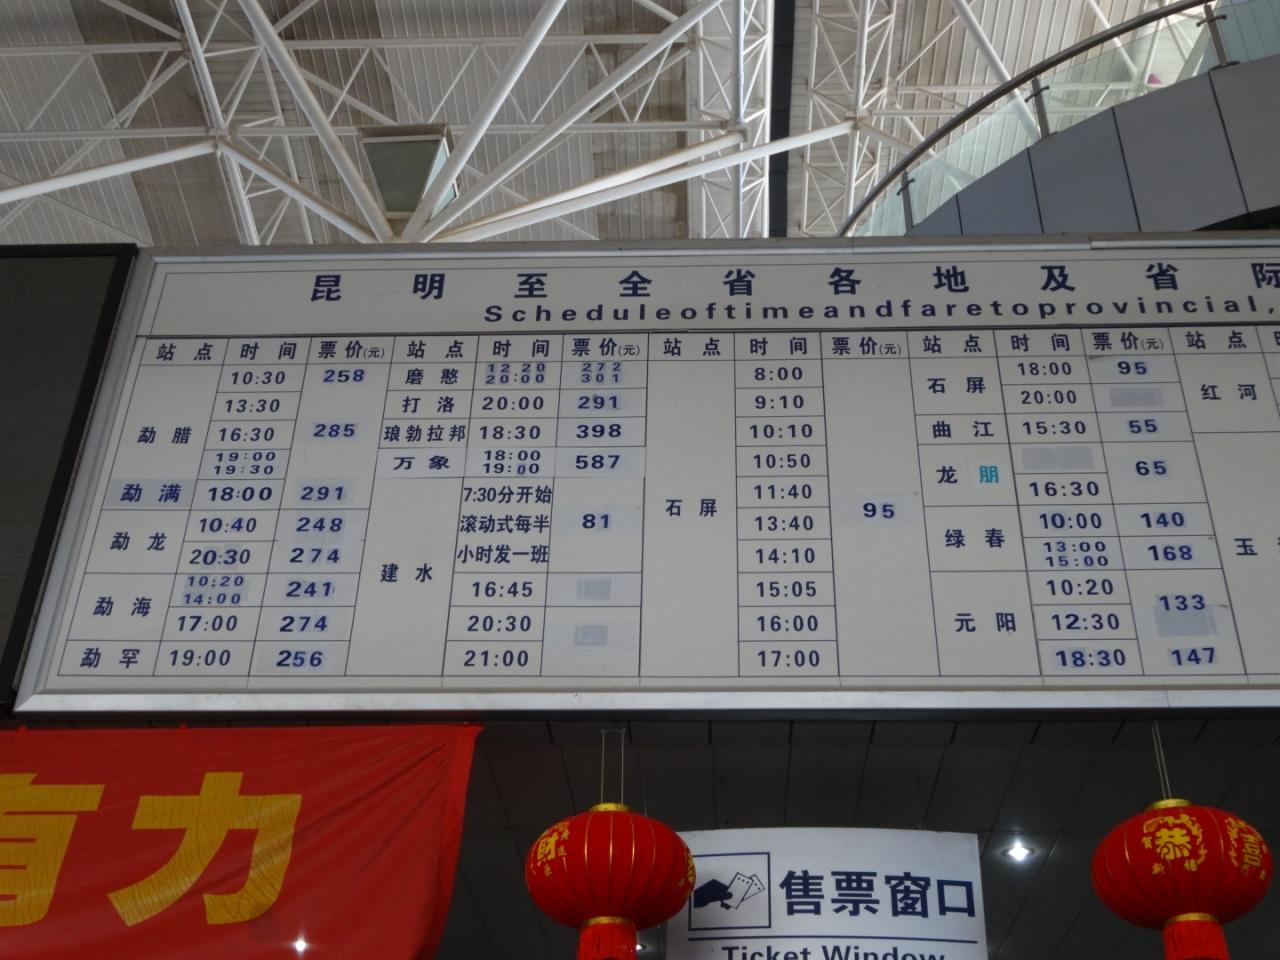 昆明至全省各地及省际
Scheduleoftimeandfaretoprovincial,
站点 时间 票价(元) 站点 时间 票价(元) 站点 时间 票价(元) 站点 时间 票价(元) 站点 时
勐腊 10:30 258
13:30
16:30 285
19:00
19:30
勐满 18:00 291
勐龙 10:40 248
20:30 274
勐海 10:20 241
14:00
17:00 274
勐罕 19:00 256
磨憨 12:20 272
20:00 301
打洛 20:00 291
琅勃拉邦 18:30 398
万象 18:00 587
19:00
建水 7:30分开始 81
滚动式每半
小时发一班
16:45
20:30
21:00
石屏 8:00 95
9:10
10:10
10:50
11:40
13:40
14:10
15:05
16:00
17:00
石屏 18:00 95
20:00
曲江 15:30 55
龙朋 65
16:30
绿春 10:00 140
13:00 168
15:00
元阳 10:20 133
12:30
18:30 147
红河
玉
有力
财
售票窗口
Ticket Window
恭
贺
新
禧